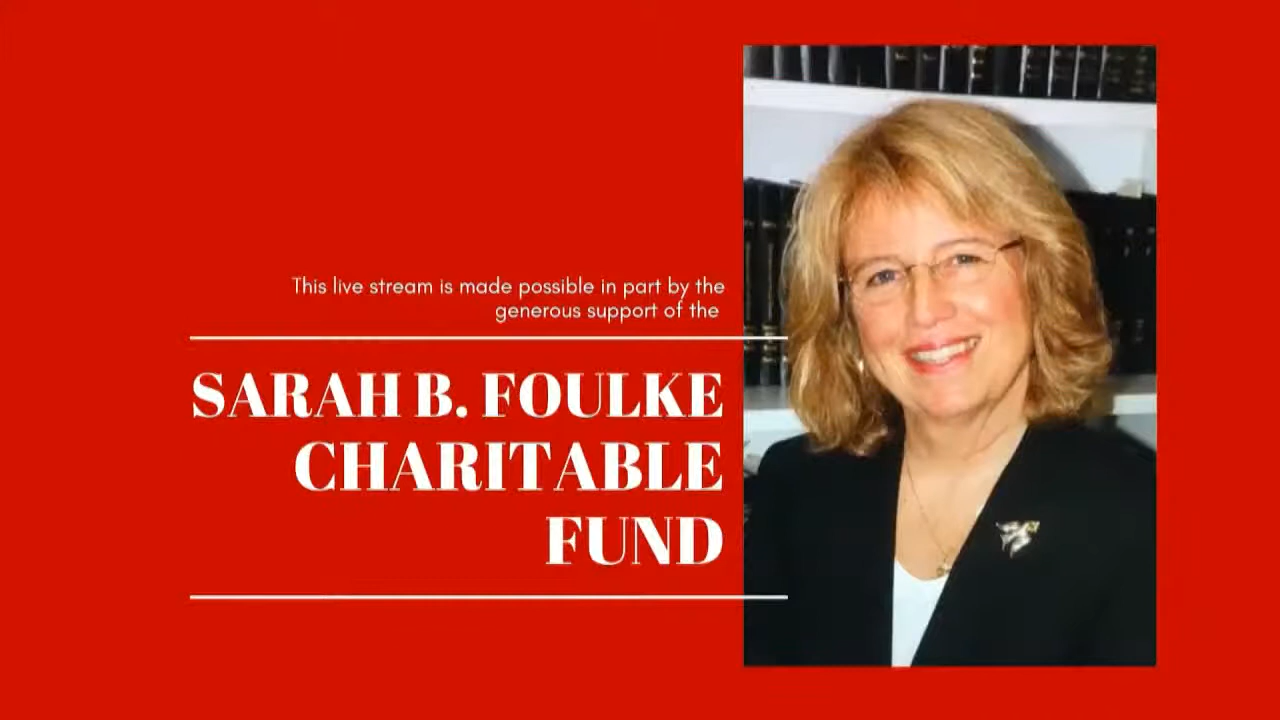 This live stream is made possible in part by the
generous support of the
SARAH B. FOULKE
CHARITABLE
FUND